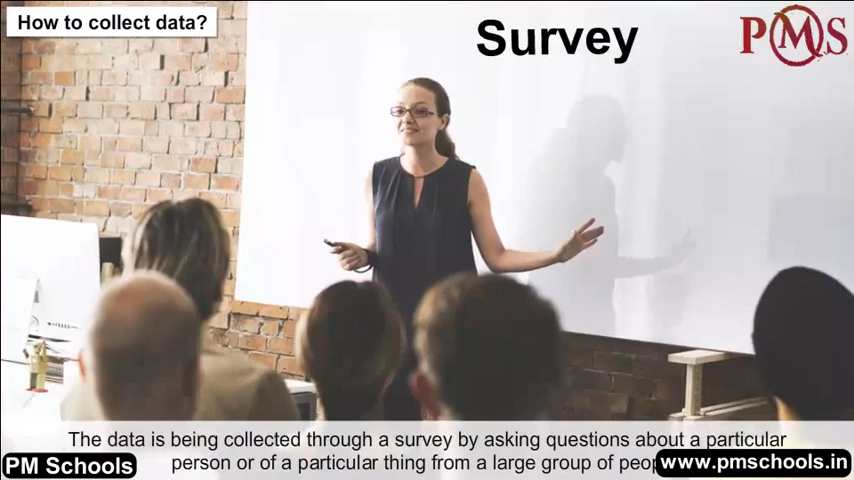 How to collect data?
Survey
PMS
The data is being collected through a survey by asking questions about a particular
person or of a particular thing from a large group of
PM Schools
www.pmschools.in